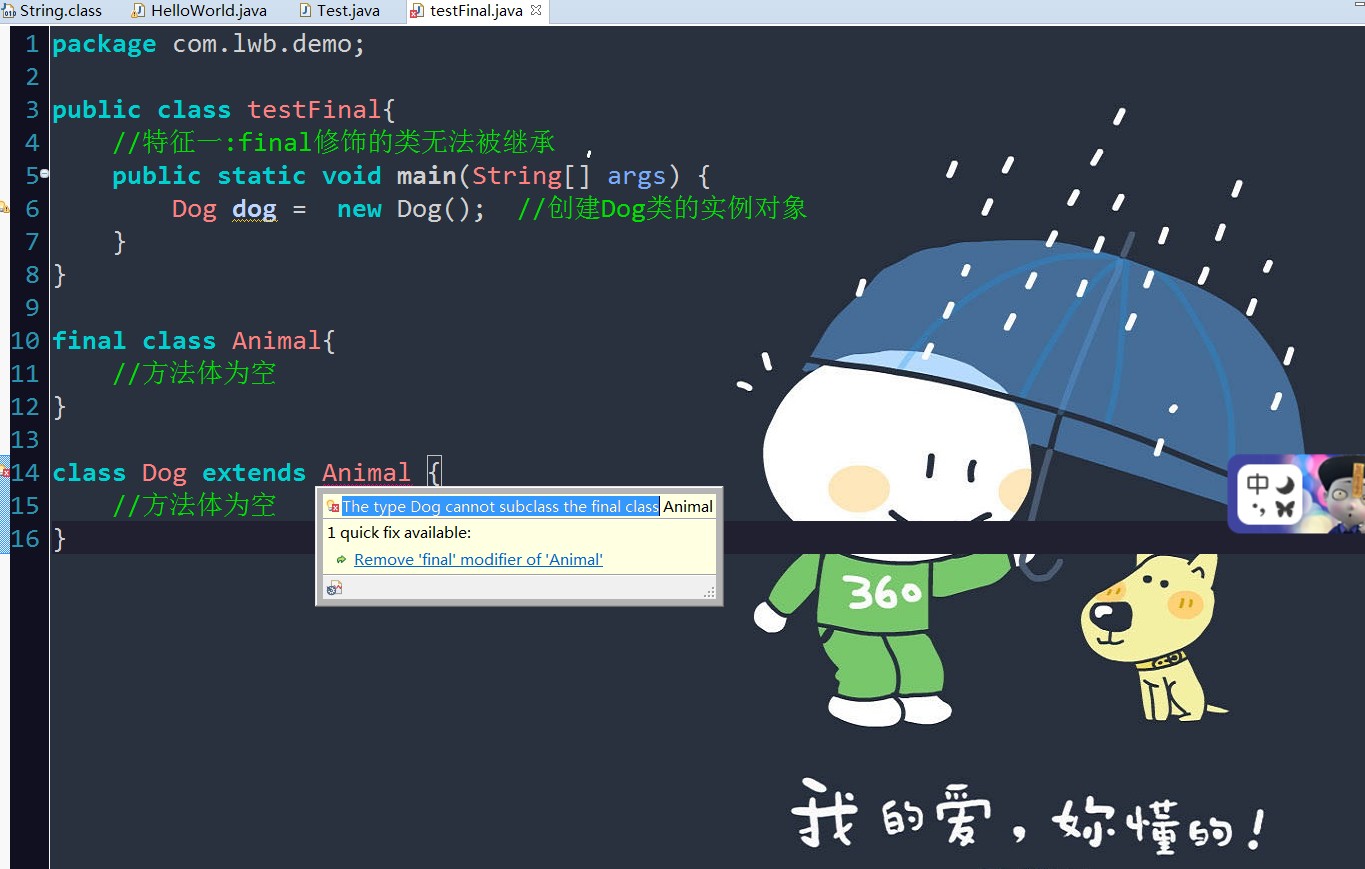 String.class HelloWorld.java Test.java testFinal.java
1 package com.lwb.demo;
2
3 public class testFinal{
4 //特征一:final修饰的类无法被继承
5 public static void main(String[] args) {
6 Dog dog = new Dog(); //创建Dog类的实例对象
7 }
8 }
9
10 final class Animal{
11 //方法体为空
12 }
13
14 class Dog extends Animal {
15 //方法体为空
16 }
The type Dog cannot subclass the final class Animal
1 quick fix available:
Remove 'final' modifier of 'Animal'
中
360
我的爱，妳懂的！